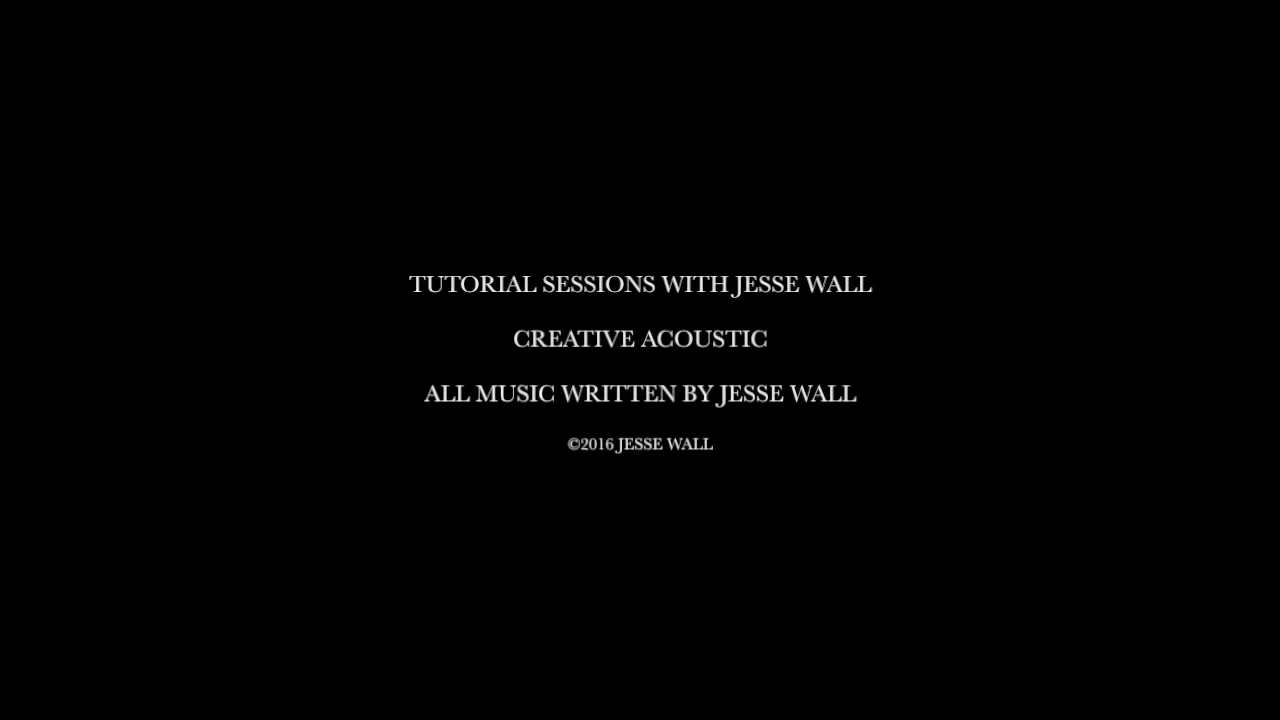 TUTORIAL SESSIONS WITH JESSE WALL
CREATIVE ACOUSTIC
ALL MUSIC WRITTEN BY JESSE WALL
©2016 JESSE WALL